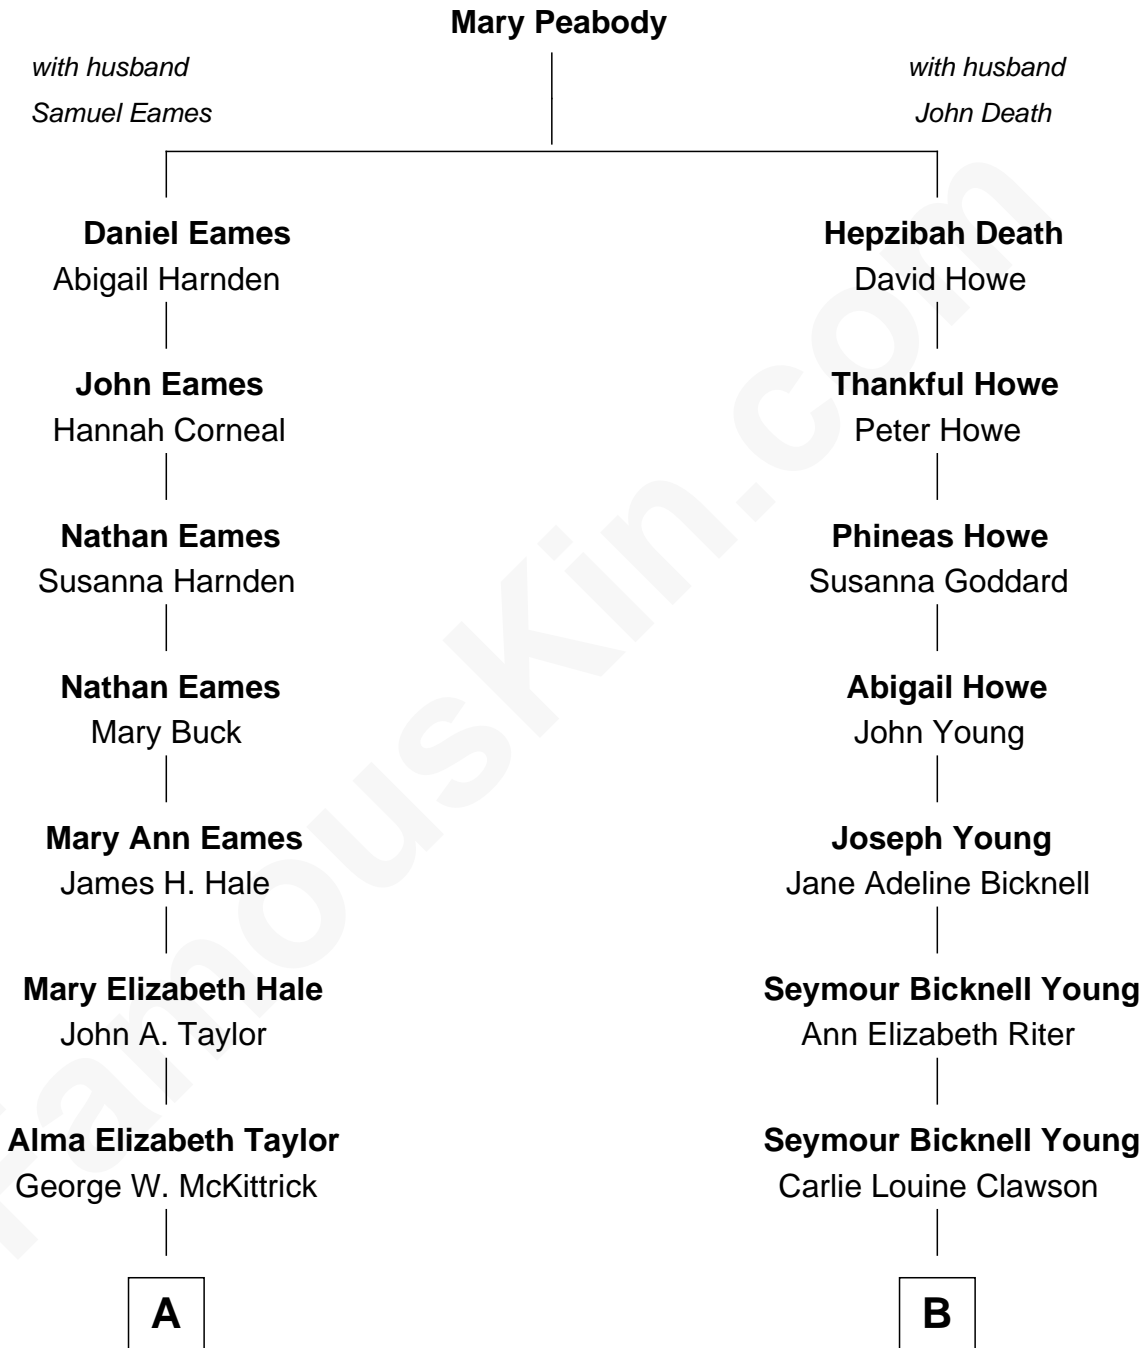 Mary Peabody
with husband
Samuel Eames
with husband
John Death
Daniel Eames
Abigail Harnden
Hepzibah Death
David Howe
John Eames
Hannah Corneal
Thankful Howe
Peter Howe
Nathan Eames
Susanna Harnden
Phineas Howe
Susanna Goddard
Nathan Eames
Mary Buck
Abigail Howe
John Young
Mary Ann Eames
James H. Hale
Joseph Young
Jane Adeline Bicknell
Mary Elizabeth Hale
John A. Taylor
Seymour Bicknell Young
Ann Elizabeth Riter
Alma Elizabeth Taylor
George W. McKittrick
Seymour Bicknell Young
Carlie Louine Clawson
A
B
FamousKin.com